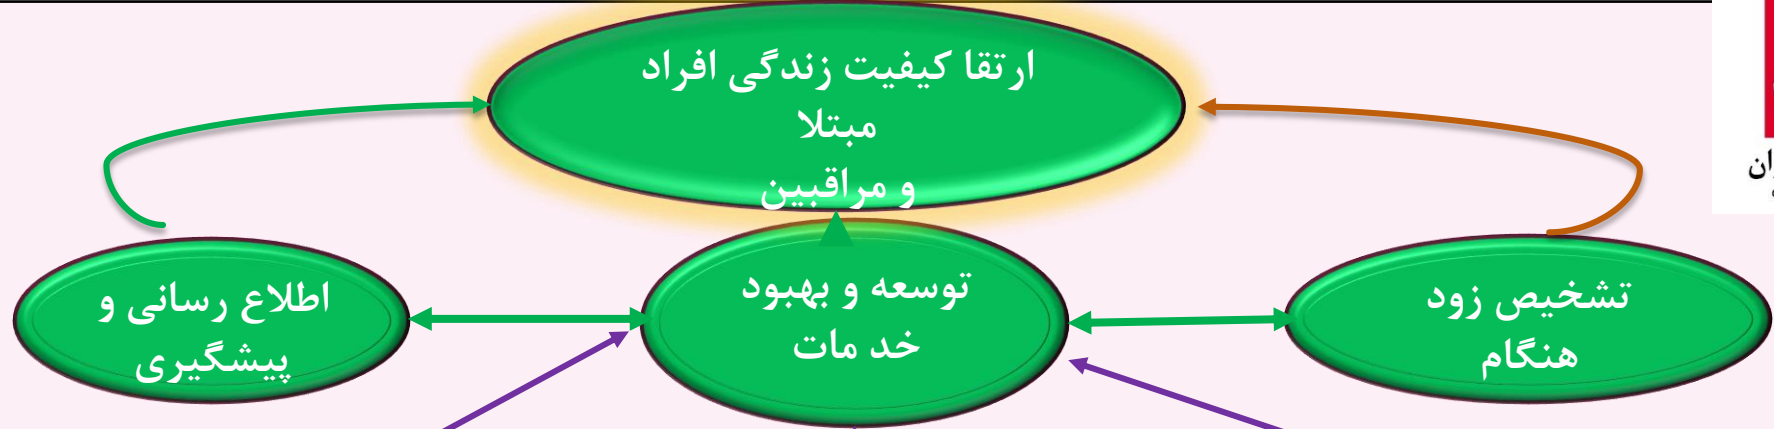 ارتقا کیفیت زندگی افراد
مبتلا
و مراقبین
توسعه و بهبود
خد مات
تشخیص زود
هنگام
اطلاع رسانی و
پیشگیری